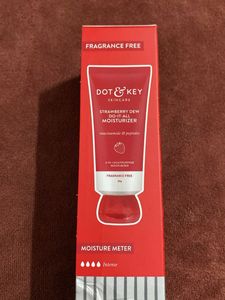 FRAGRANCE FREE
DOT & KEY
SKINCARE
STRAWBERRY DEW
DO-IT-ALL
MOISTURIZER
niacinamide & peptides
FRAGRANCE FREE
MOISTURE METER
Intense